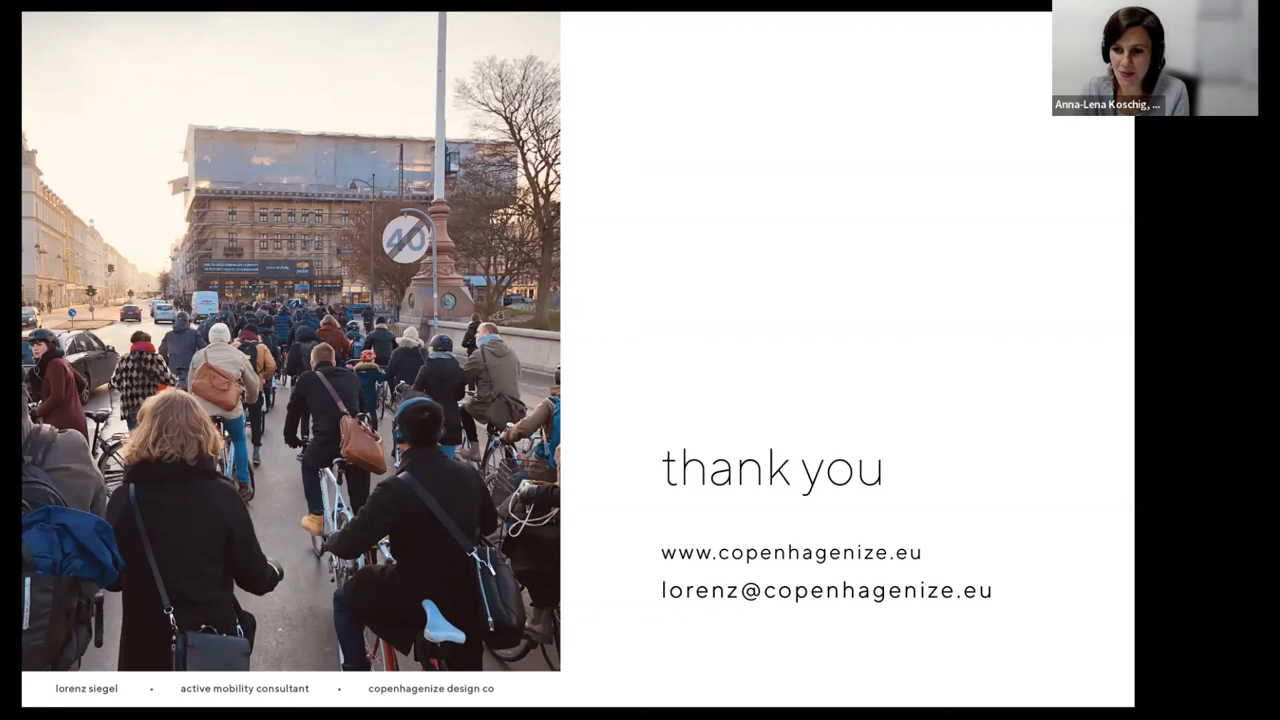 Anna-Lena Koschig, ...
40
thank you
www.copenhagenize.eu
lorenz@copenhagenize.eu
lorenz siegel • active mobility consultant • copenhagenize design co